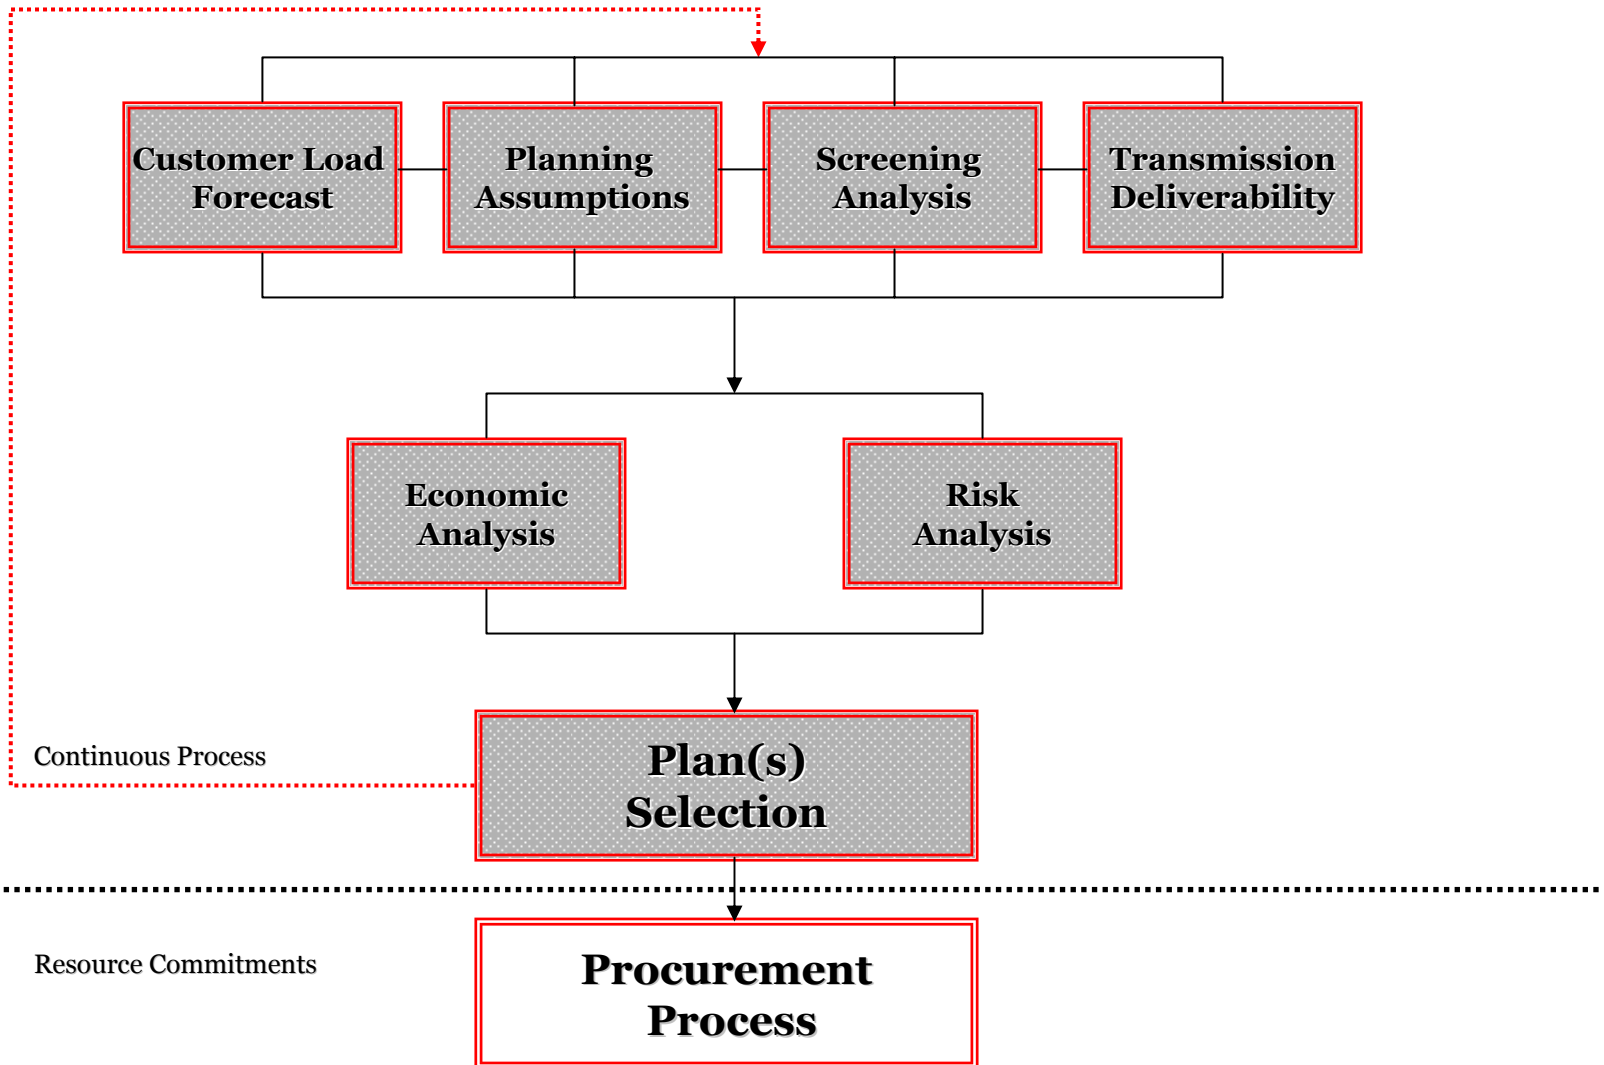 Customer Load
Forecast
Planning
Assumptions
Screening
Analysis
Transmission
Deliverability
Economic
Analysis
Risk
Analysis
Continuous Process
Plan(s)
Selection
Resource Commitments
Procurement
Process